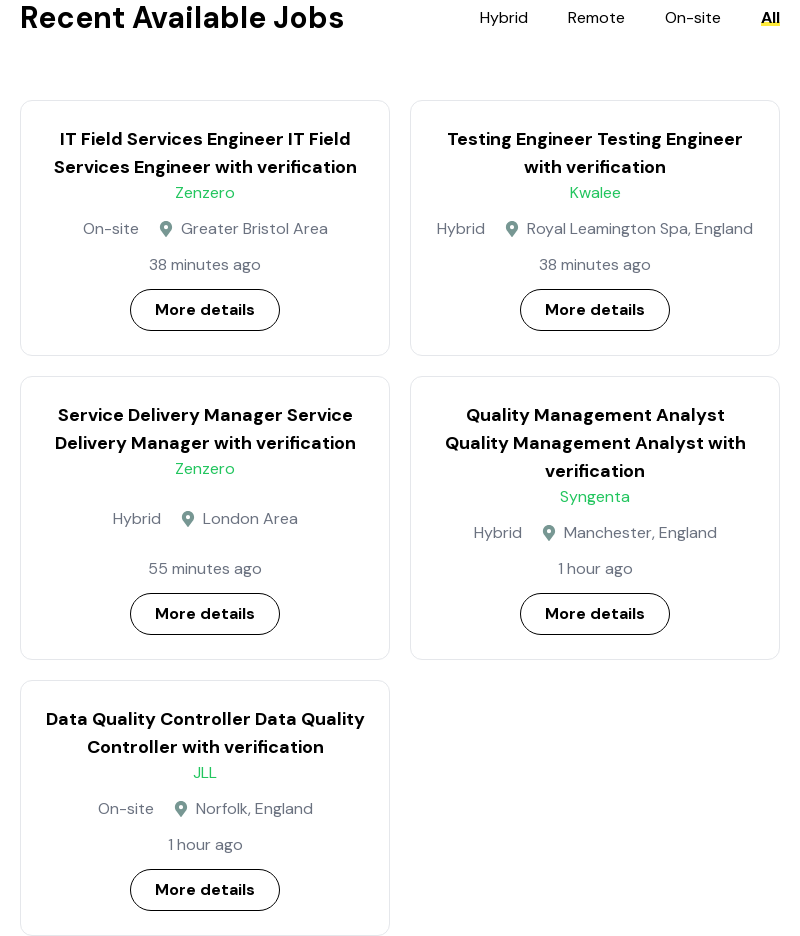 Recent Available Jobs
Hybrid Remote On-site All
IT Field Services Engineer IT Field
Services Engineer with verification
Zenzero
On-site Greater Bristol Area
38 minutes ago
More details
Testing Engineer Testing Engineer
with verification
Kwalee
Hybrid Royal Leamington Spa, England
38 minutes ago
More details
Service Delivery Manager Service
Delivery Manager with verification
Zenzero
Hybrid London Area
55 minutes ago
More details
Quality Management Analyst
Quality Management Analyst with
verification
Syngenta
Hybrid Manchester, England
1 hour ago
More details
Data Quality Controller Data Quality
Controller with verification
JLL
On-site Norfolk, England
1 hour ago
More details